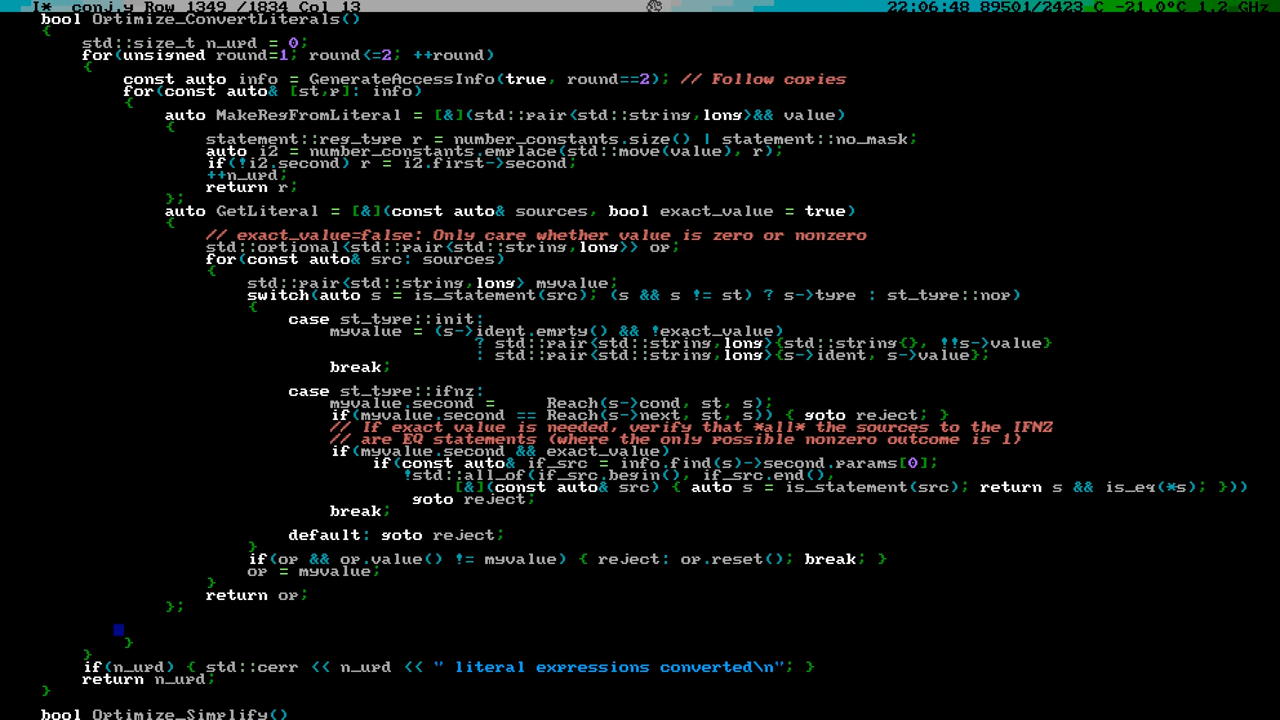 I* conj.y Row 1349 /1834 Col 13 22:06:48 89501/2423 C -21.0°C 1.2 GHz
bool Optimize_ConvertLiterals()
{
std::size_t n_upd = 0;
for(unsigned round=1; round<=2; ++round)
{
const auto info = GenerateAccessInfo(true, round==2); // Follow copies
for(const auto& [st,p]: info)
{
auto MakeRegFromLiteral = [&](std::pair<std::string,long>&& value)
{
statement::reg_type r = number_constants.size() | statement::no_mask;
auto i2 = number_constants.emplace(std::move(value), r);
if(!i2.second) r = i2.first->second;
++n_upd;
return r;
};
auto GetLiteral = [&](const auto& sources, bool exact_value = true)
{
// exact_value=false: Only care whether value is zero or nonzero
std::optional<std::pair<std::string,long>> op;
for(const auto& src: sources)
{
std::pair<std::string,long> myvalue;
switch(auto s = is_statement(src); (s && s != st) ? s->type : st_type::nop)
{
case st_type::init:
myvalue = (s->ident.empty() && !exact_value)
? std::pair<std::string,long>{std::string{}, !!s->value}
: std::pair<std::string,long>{s->ident, s->value};
break;
case st_type::ifnz:
myvalue.second = Reach(s->cond, st, s);
if(myvalue.second == Reach(s->next, st, s)) { goto reject; }
// If exact value is needed, verify that *all* the sources to the IFNZ
// are EQ statements (where the only possible nonzero outcome is 1)
if(myvalue.second && exact_value)
if(const auto& if_src = info.find(s)->second.params[0];
!std::all_of(if_src.begin(), if_src.end(),
[&](const auto& src) { auto s = is_statement(src); return s && is_eq(*s); }))
goto reject;
break;
default: goto reject;
}
if(op && op.value() != myvalue) { reject: op.reset(); break; }
op = myvalue;
}
return op;
};
}
}
if(n_upd) { std::cerr << n_upd << " literal expressions converted\n"; }
return n_upd;
}
bool Optimize_Simplify()